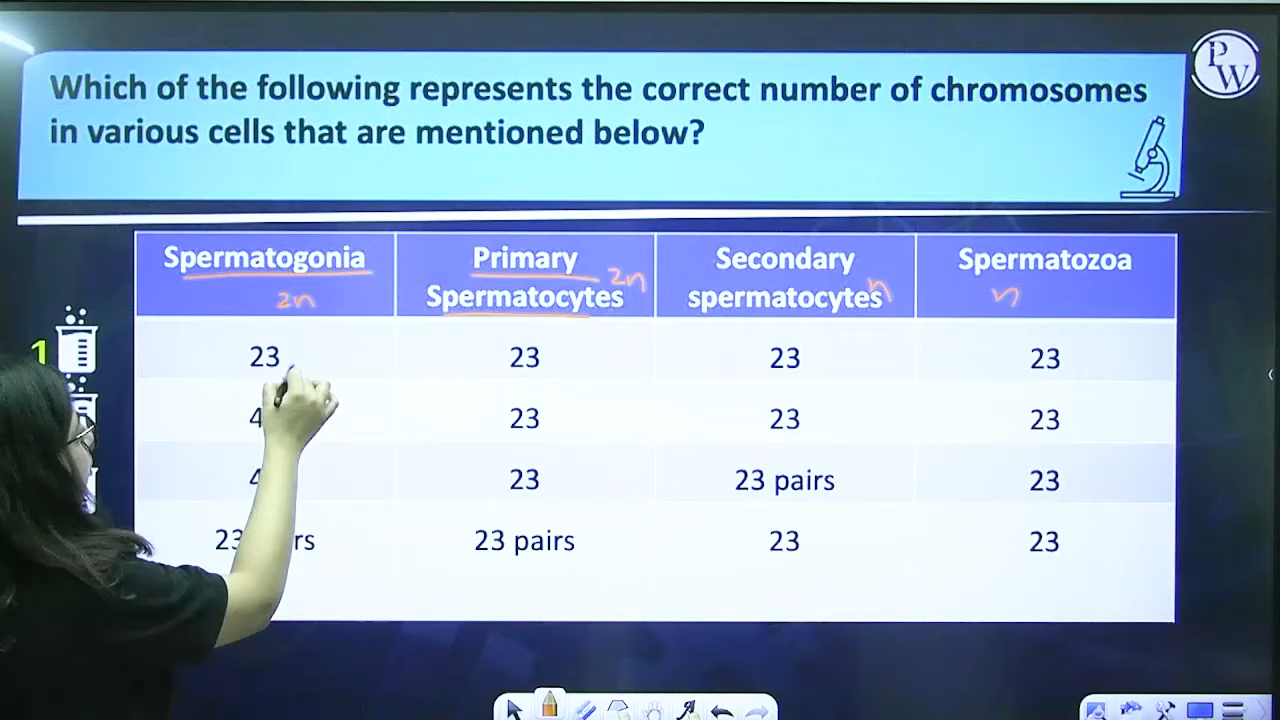 Which of the following represents the correct number of chromosomes
in various cells that are mentioned below?
PW
Spermatogonia
2n
Primary
Spermatocytes
2n
Secondary
spermatocytes
n
Spermatozoa
n
1
23 23 23 23
4 23 23 23
23 23 pairs 23
23 pairs 23 23